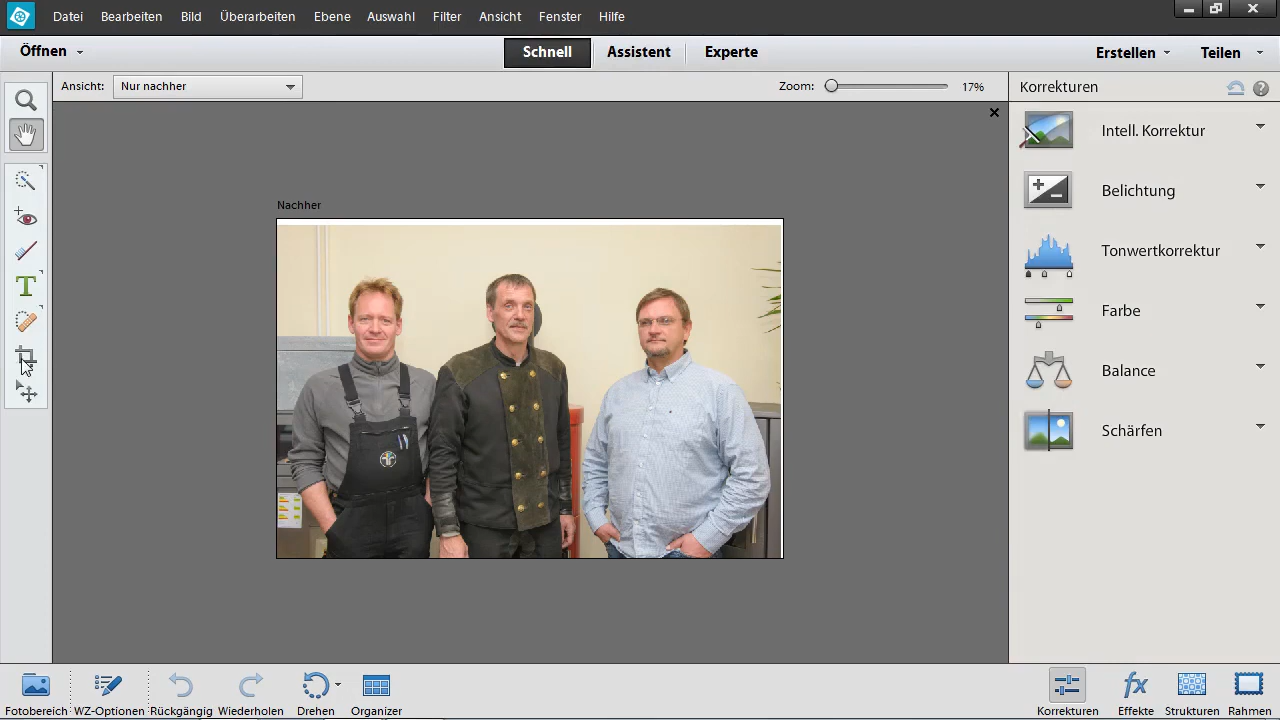 Datei Bearbeiten Bild Überarbeiten Ebene Auswahl Filter Ansicht Fenster Hilfe
Öffnen Schnell Assistent Experte Erstellen Teilen
Ansicht: Nur nachher Zoom: 17% Korrekturen
Intell. Korrektur
Belichtung
Nachher
Tonwertkorrektur
Farbe
Balance
Schärfen
Fotobereich WZ-Optionen Rückgängig Wiederholen Drehen Organizer Korrekturen Effekte Strukturen Rahmen